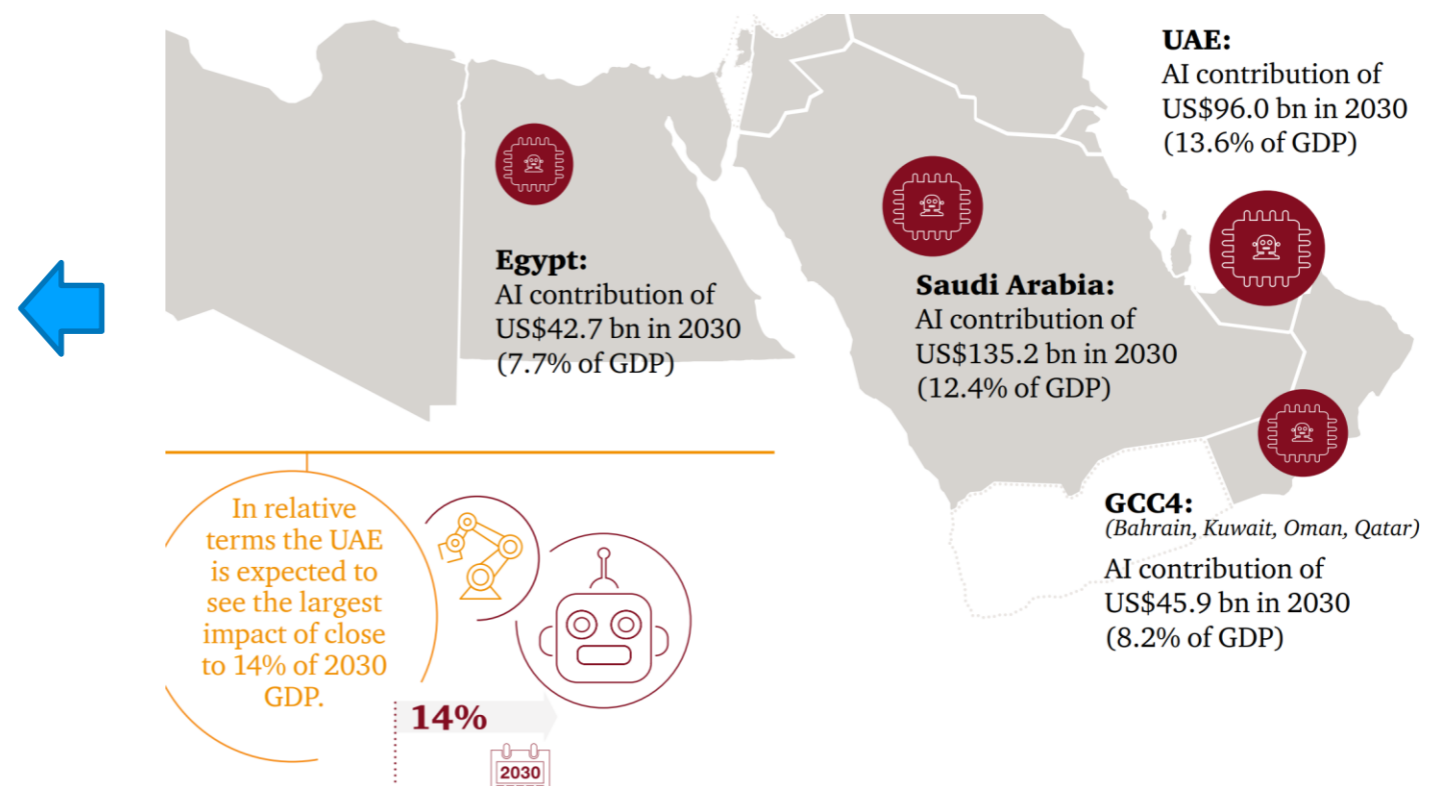 UAE:
AI contribution of
US$96.0 bn in 2030
(13.6% of GDP)
Egypt:
AI contribution of
US$42.7 bn in 2030
(7.7% of GDP)
Saudi Arabia:
AI contribution of
US$135.2 bn in 2030
(12.4% of GDP)
GCC4:
(Bahrain, Kuwait, Oman, Qatar)
AI contribution of
US$45.9 bn in 2030
(8.2% of GDP)
In relative
terms the UAE
is expected to
see the largest
impact of close
to 14% of 2030
GDP.
14%
2030